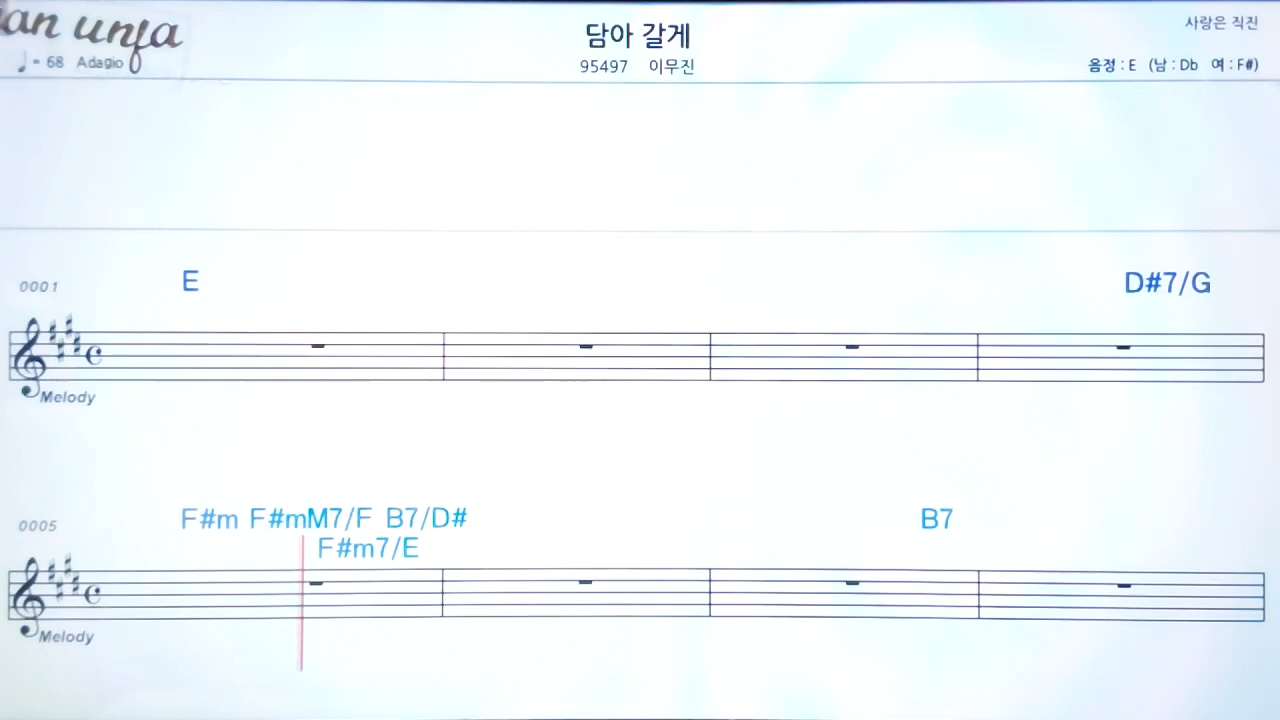 an unfa
담아 갈게
사랑은 직진
♩= 68 Adagio
95497 이무진
음정 : E (남 : Db 여 : F#)
0001
E
D#7/G
Melody
0005
F#m F#mM7/F B7/D#
B7
F#m7/E
Melody